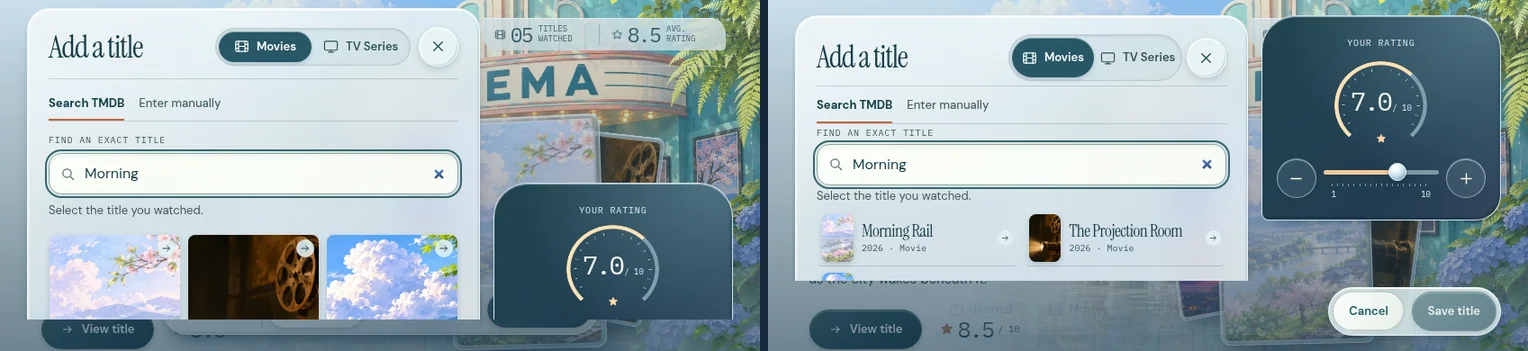 Add a title
Movies
TV Series
05 TITLES WATCHED
8.5 AVG. RATING
EMA
Search TMDB
Enter manually
FIND AN EXACT TITLE
Morning
Select the title you watched.
YOUR RATING
7.0 / 10
View title
Add a title
Movies
TV Series
Search TMDB
Enter manually
FIND AN EXACT TITLE
Morning
Select the title you watched.
Morning Rail
2026 · Movie
The Projection Room
2026 · Movie
as the city wakes beneath it.
View title
8.5 / 10
YOUR RATING
7.0 / 10
1
10
Cancel
Save title